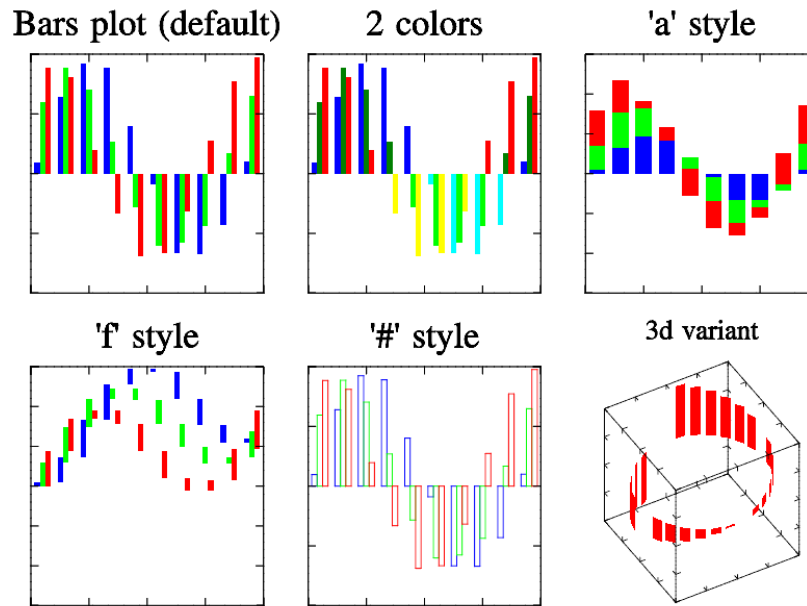 Bars plot (default)
2 colors
'a' style
'f' style
'#' style
3d variant